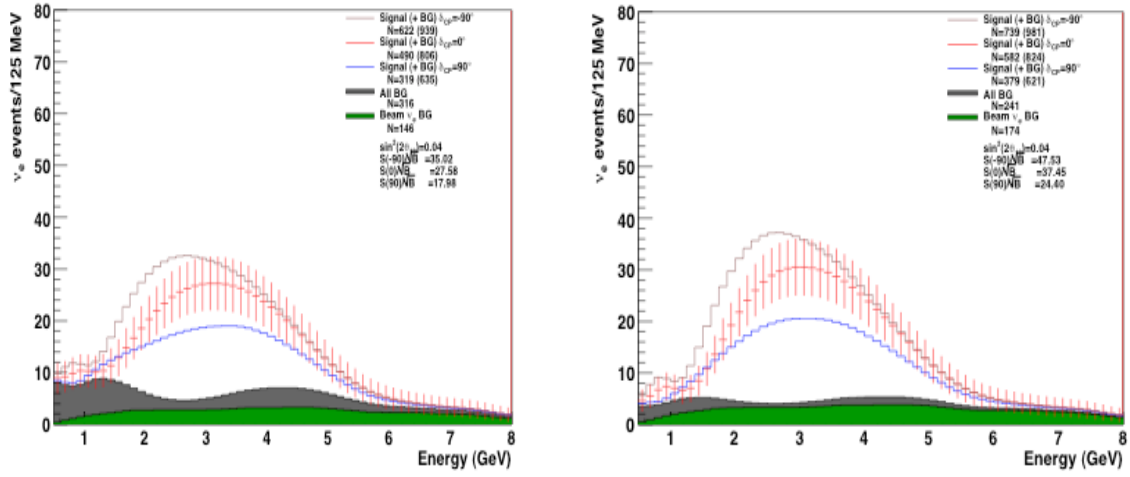 80
70
60
50
40
30
20
10
0
ν_e events/125 MeV
1 2 3 4 5 6 7 8
Energy (GeV)
Signal (+ BG) δ_CP=-90°
N=622 (939)
Signal (+ BG) δ_CP=0°
N=490 (806)
Signal (+ BG) δ_CP=90°
N=319 (635)
All BG
N=316
Beam ν_e BG
N=146
sin²(2θ)=0.04
S(-90)/√B =35.02
S(0)/√B =27.58
S(90)/√B =17.98
80
70
60
50
40
30
20
10
0
ν_e events/125 MeV
1 2 3 4 5 6 7 8
Energy (GeV)
Signal (+ BG) δ_CP=-90°
N=739 (981)
Signal (+ BG) δ_CP=0°
N=582 (824)
Signal (+ BG) δ_CP=90°
N=379 (621)
All BG
N=241
Beam ν_e BG
N=174
sin²(2θ)=0.04
S(-90)/√B =47.53
S(0)/√B =37.45
S(90)/√B =24.40